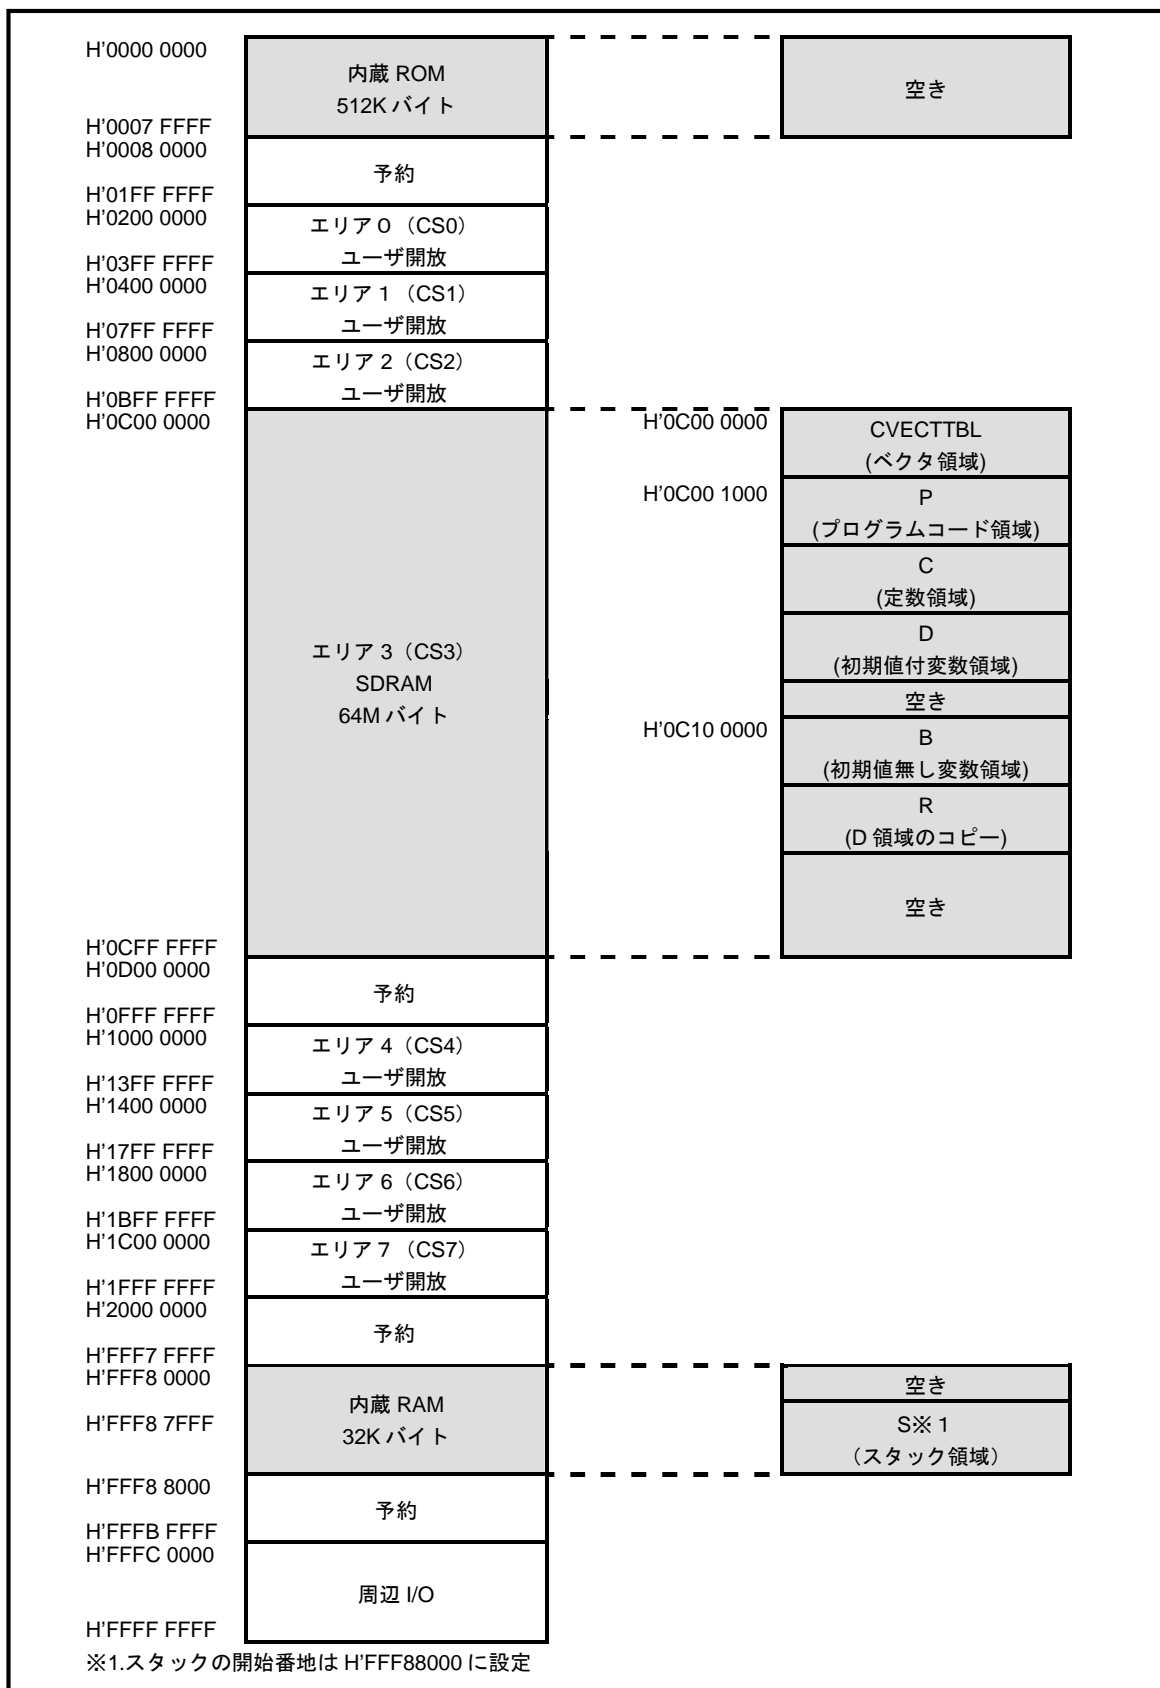 H'0000 0000
内蔵 ROM
512K バイト
空き
H'0007 FFFF
H'0008 0000
予約
H'01FF FFFF
H'0200 0000
エリア0（CS0）
ユーザ開放
H'03FF FFFF
H'0400 0000
エリア1（CS1）
ユーザ開放
H'07FF FFFF
H'0800 0000
エリア2（CS2）
ユーザ開放
H'0BFF FFFF
H'0C00 0000
エリア3（CS3）
SDRAM
64M バイト
H'0C00 0000
CVECTTBL
(ベクタ領域)
H'0C00 1000
P
(プログラムコード領域)
C
(定数領域)
D
(初期値付変数領域)
空き
H'0C10 0000
B
(初期値無し変数領域)
R
(D 領域のコピー)
空き
H'0CFF FFFF
H'0D00 0000
予約
H'0FFF FFFF
H'1000 0000
エリア4（CS4）
ユーザ開放
H'13FF FFFF
H'1400 0000
エリア5（CS5）
ユーザ開放
H'17FF FFFF
H'1800 0000
エリア6（CS6）
ユーザ開放
H'1BFF FFFF
H'1C00 0000
エリア7（CS7）
ユーザ開放
H'1FFF FFFF
H'2000 0000
予約
H'FFF7 FFFF
H'FFF8 0000
内蔵 RAM
32K バイト
空き
S※1
（スタック領域）
H'FFF8 7FFF
H'FFF8 8000
予約
H'FFFB FFFF
H'FFFC 0000
周辺 I/O
H'FFFF FFFF
※1.スタックの開始番地は H'FFF88000 に設定